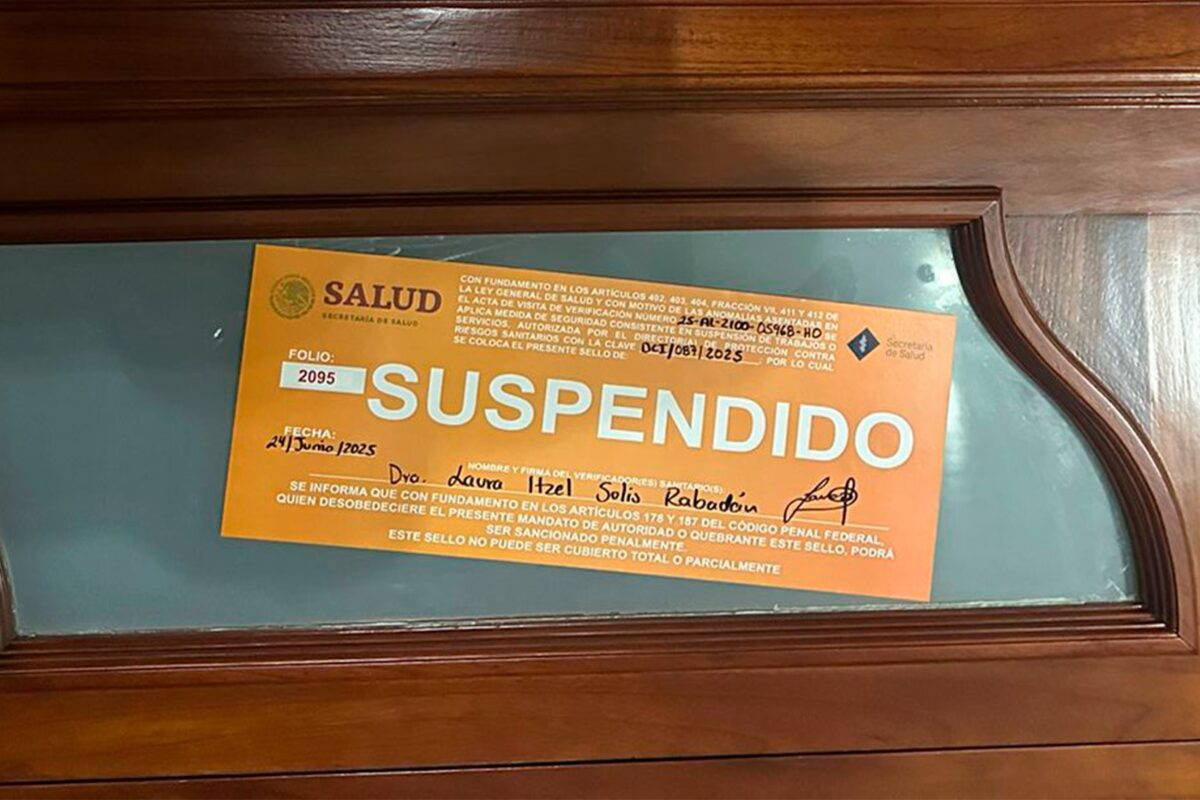 SALUD
SECRETARÍA DE SALUD
CON FUNDAMENTO EN LOS ARTÍCULOS 402, 403, 404, FRACCIÓN VII, 411 Y 412 DE
LA LEY GENERAL DE SALUD Y CON MOTIVO DE LAS ANOMALÍAS ASENTADAS EN
EL ACTA DE VISITA DE VERIFICACIÓN NÚMERO 25-AL-2100-05968-HO SE
APLICA MEDIDA DE SEGURIDAD CONSISTENTE EN SUSPENSIÓN DE TRABAJOS O
SERVICIOS, AUTORIZADA POR EL DIRECTOR(A) DE PROTECCIÓN CONTRA
RIESGOS SANITARIOS CON LA CLAVE DCI/087/2025, POR LO CUAL
SE COLOCA EL PRESENTE SELLO DE:
Secretaría
de Salud
FOLIO:
2095
SUSPENDIDO
FECHA:
24/Junio/2025
NOMBRE Y FIRMA DEL VERIFICADOR(ES) SANITARIO(S):
Dra. Laura Itzel Solis Rabadán
SE INFORMA QUE CON FUNDAMENTO EN LOS ARTÍCULOS 178 Y 187 DEL CÓDIGO PENAL FEDERAL,
QUIEN DESOBEDECIERE EL PRESENTE MANDATO DE AUTORIDAD O QUEBRANTE ESTE SELLO, PODRÁ
SER SANCIONADO PENALMENTE.
ESTE SELLO NO PUEDE SER CUBIERTO TOTAL O PARCIALMENTE